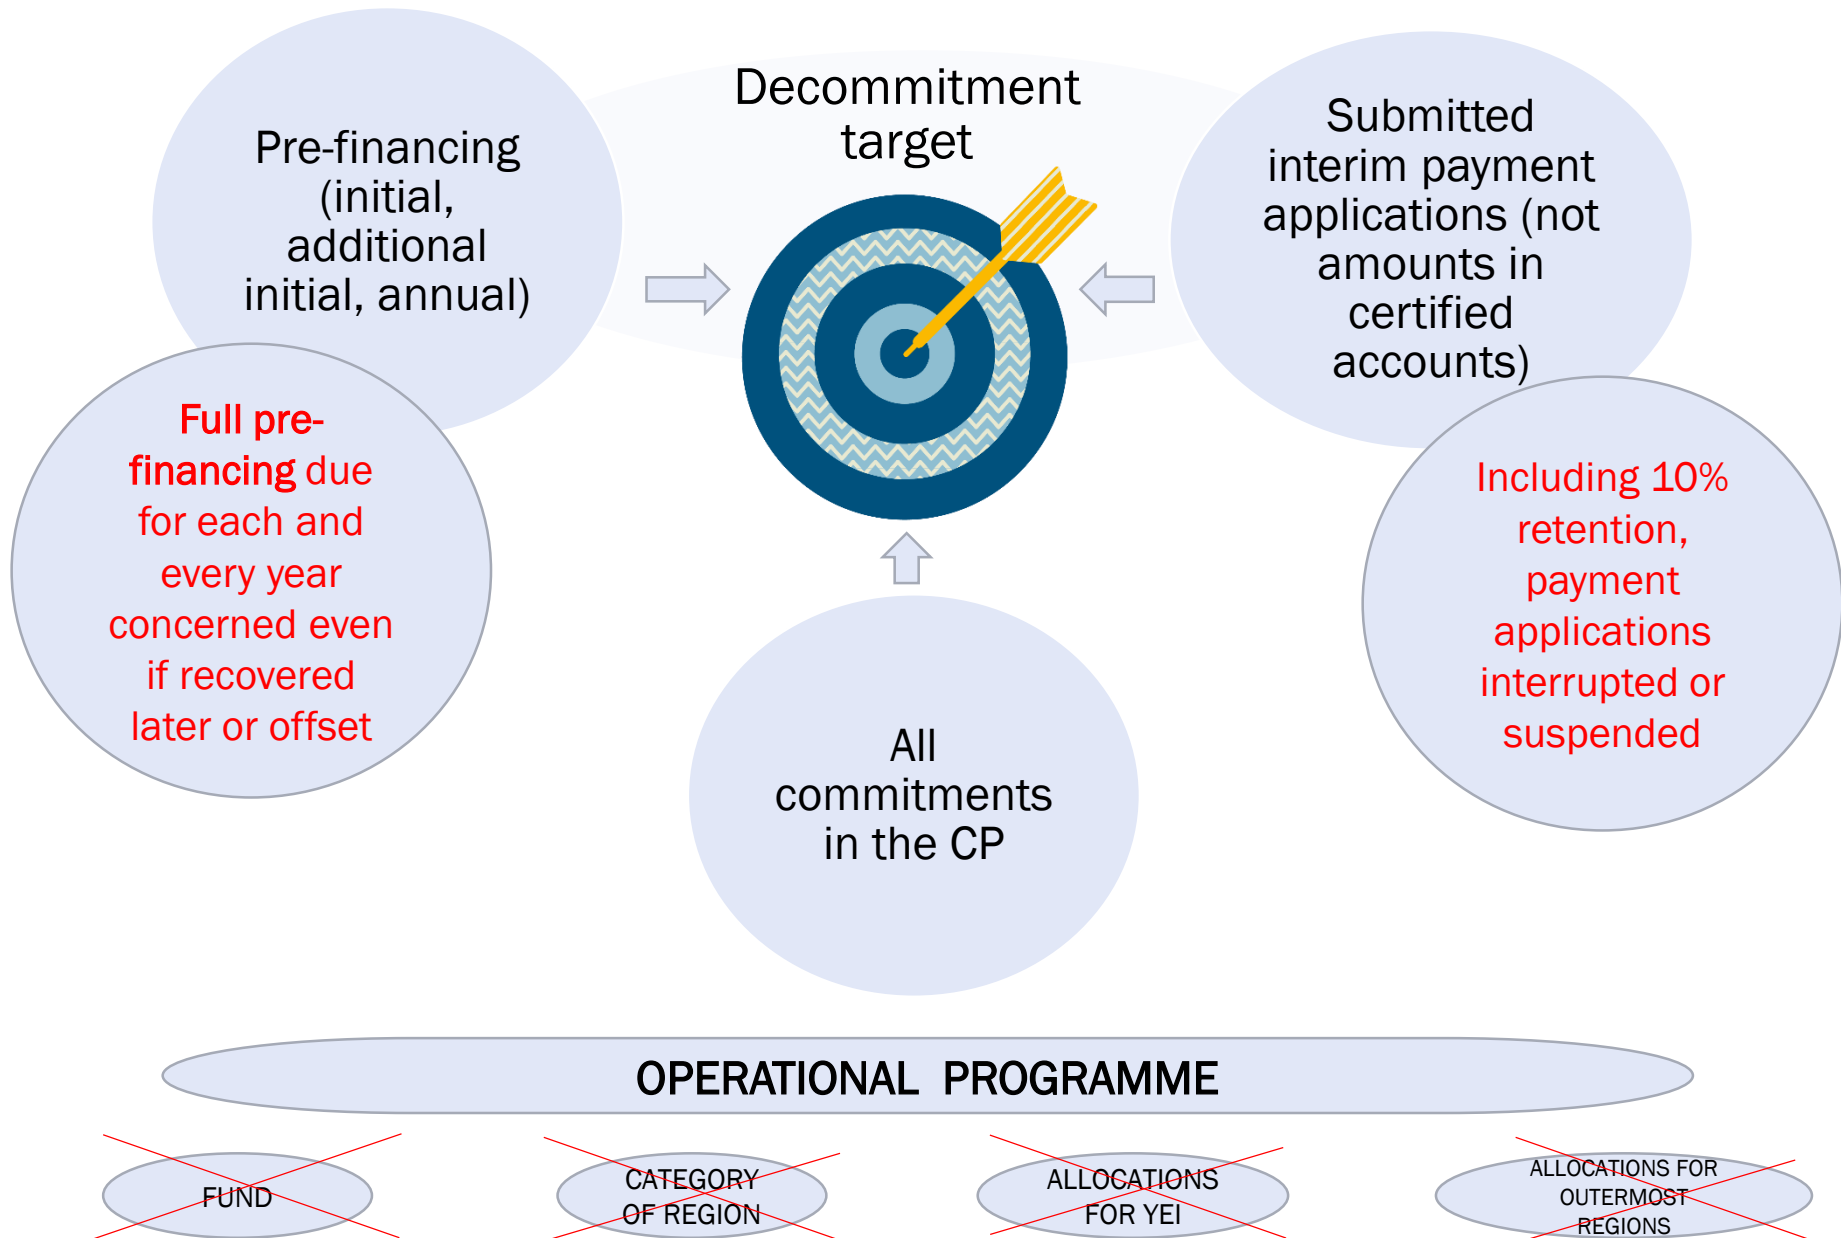 Decommitment
target
Pre-financing
(initial,
additional
initial, annual)
Submitted
interim payment
applications (not
amounts in
certified
accounts)
Full pre-
financing due
for each and
every year
concerned even
if recovered
later or offset
Including 10%
retention,
payment
applications
interrupted or
suspended
All
commitments
in the CP
OPERATIONAL PROGRAMME
FUND
CATEGORY
OF REGION
ALLOCATIONS
FOR YEI
ALLOCATIONS FOR
OUTERMOST
REGIONS